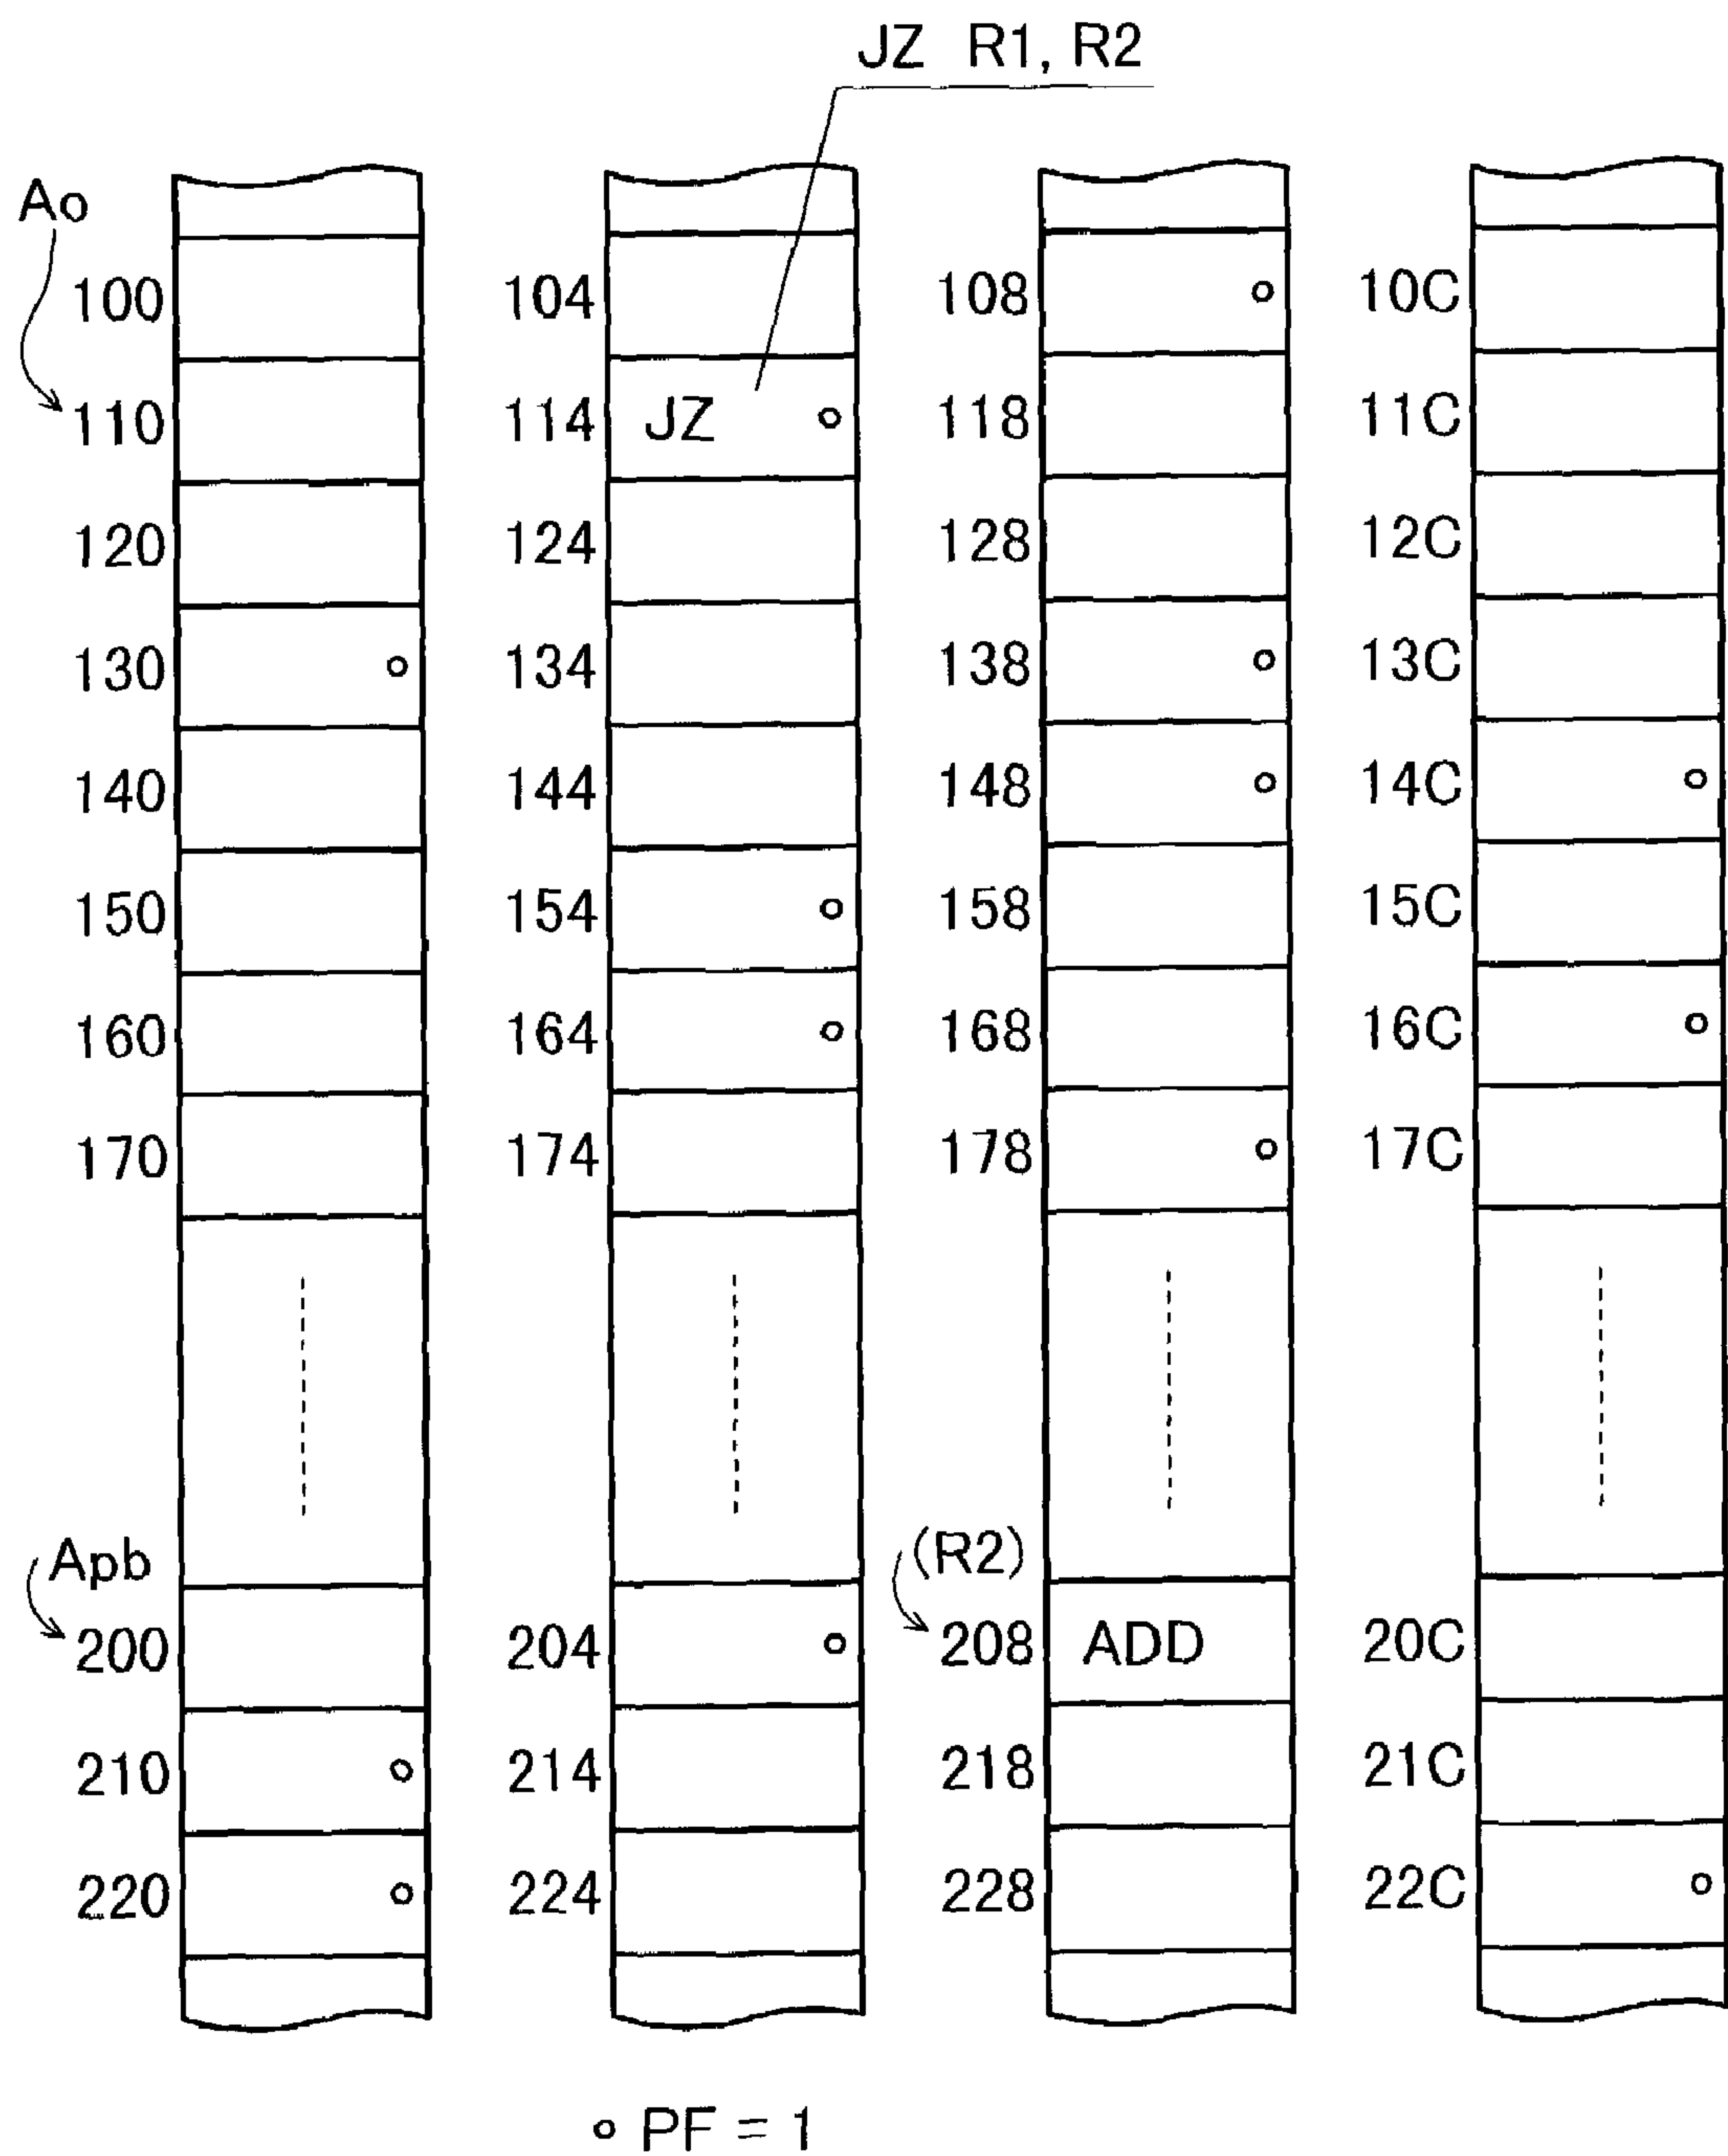 JZ R1, R2
Ao
100 104 108 10C
110 114 JZ 118 11C
120 124 128 12C
130 134 138 13C
140 144 148 14C
150 154 158 15C
160 164 168 16C
170 174 178 17C
Apb (R2)
200 204 208 ADD 20C
210 214 218 21C
220 224 228 22C
PF = 1